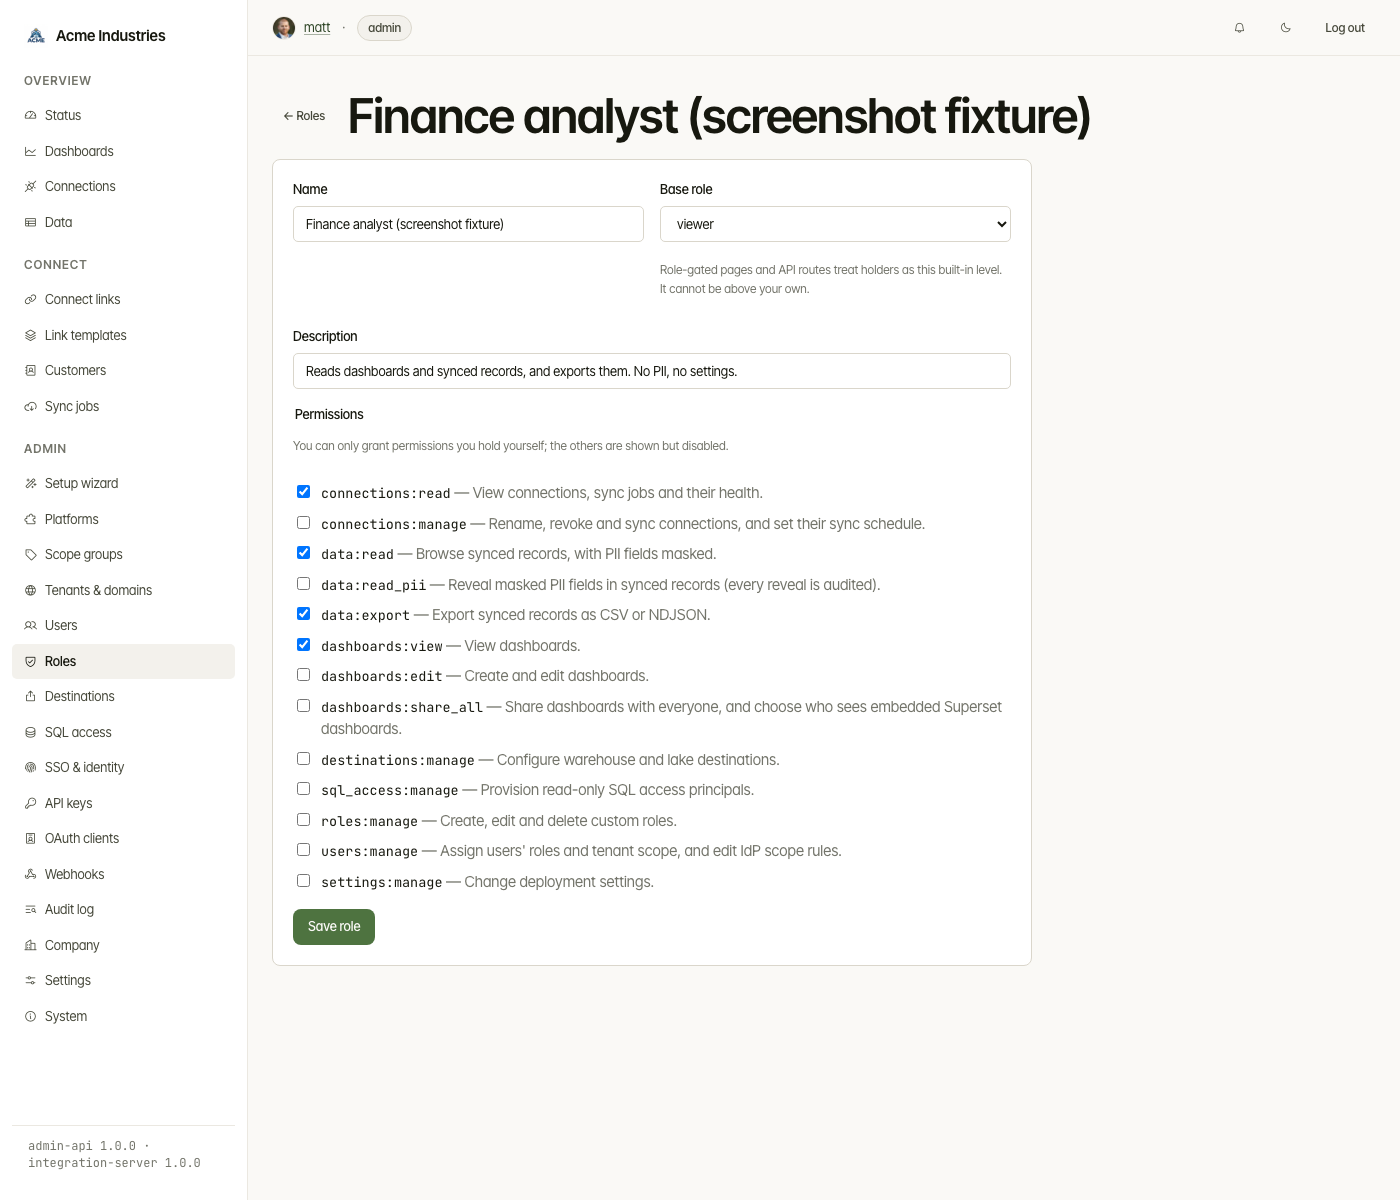 ACME
Acme Industries
OVERVIEW
Status
Dashboards
Connections
Data
CONNECT
Connect links
Link templates
Customers
Sync jobs
ADMIN
Setup wizard
Platforms
Scope groups
Tenants & domains
Users
Roles
Destinations
SQL access
SSO & identity
API keys
OAuth clients
Webhooks
Audit log
Company
Settings
System
admin-api 1.0.0 ·
integration-server 1.0.0
matt · admin
Log out
← Roles
Finance analyst (screenshot fixture)
Name
Finance analyst (screenshot fixture)
Base role
viewer
Role-gated pages and API routes treat holders as this built-in level.
It cannot be above your own.
Description
Reads dashboards and synced records, and exports them. No PII, no settings.
Permissions
You can only grant permissions you hold yourself; the others are shown but disabled.
connections:read — View connections, sync jobs and their health.
connections:manage — Rename, revoke and sync connections, and set their sync schedule.
data:read — Browse synced records, with PII fields masked.
data:read_pii — Reveal masked PII fields in synced records (every reveal is audited).
data:export — Export synced records as CSV or NDJSON.
dashboards:view — View dashboards.
dashboards:edit — Create and edit dashboards.
dashboards:share_all — Share dashboards with everyone, and choose who sees embedded Superset
dashboards.
destinations:manage — Configure warehouse and lake destinations.
sql_access:manage — Provision read-only SQL access principals.
roles:manage — Create, edit and delete custom roles.
users:manage — Assign users' roles and tenant scope, and edit IdP scope rules.
settings:manage — Change deployment settings.
Save role